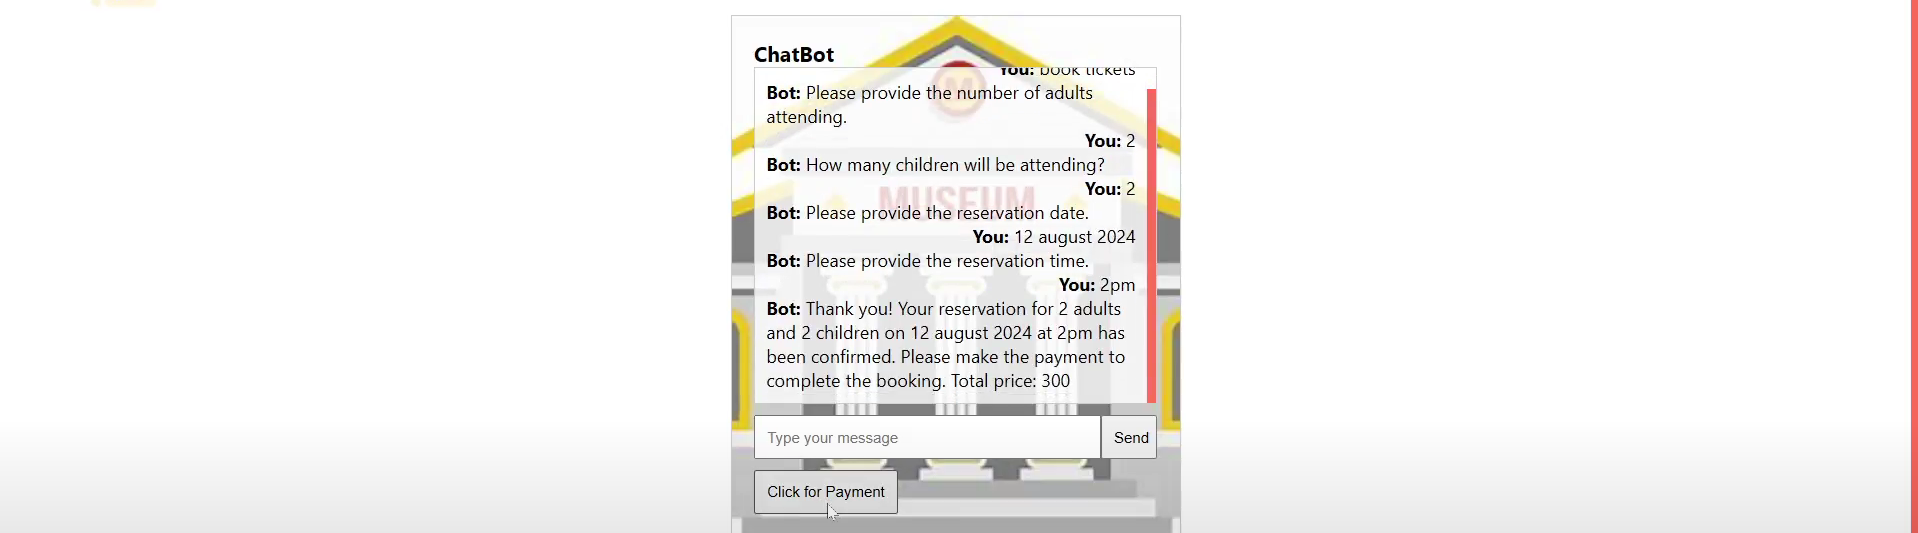 ChatBot
You: book tickets
Bot: Please provide the number of adults
attending.
You: 2
Bot: How many children will be attending?
You: 2
MUSEUM
Bot: Please provide the reservation date.
You: 12 august 2024
Bot: Please provide the reservation time.
You: 2pm
Bot: Thank you! Your reservation for 2 adults
and 2 children on 12 august 2024 at 2pm has
been confirmed. Please make the payment to
complete the booking. Total price: 300
Type your message
Send
Click for Payment